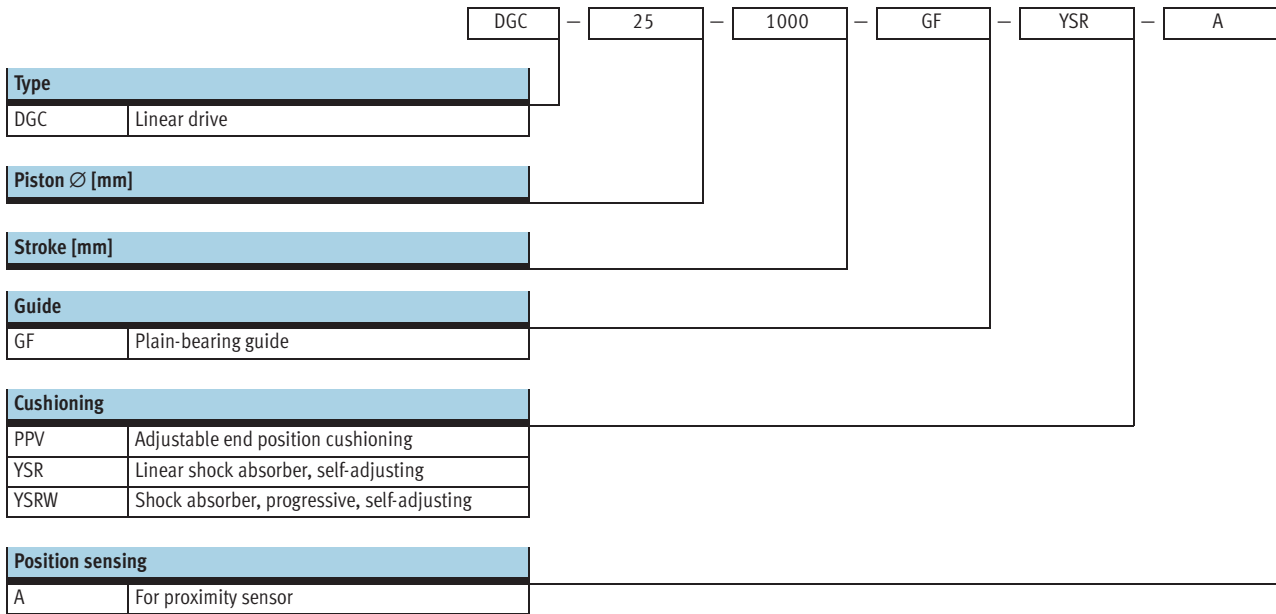 DGC – 25 – 1000 – GF – YSR – A
Type
DGC Linear drive
Piston ∅ [mm]
Stroke [mm]
Guide
GF Plain-bearing guide
Cushioning
PPV Adjustable end position cushioning
YSR Linear shock absorber, self-adjusting
YSRW Shock absorber, progressive, self-adjusting
Position sensing
A For proximity sensor